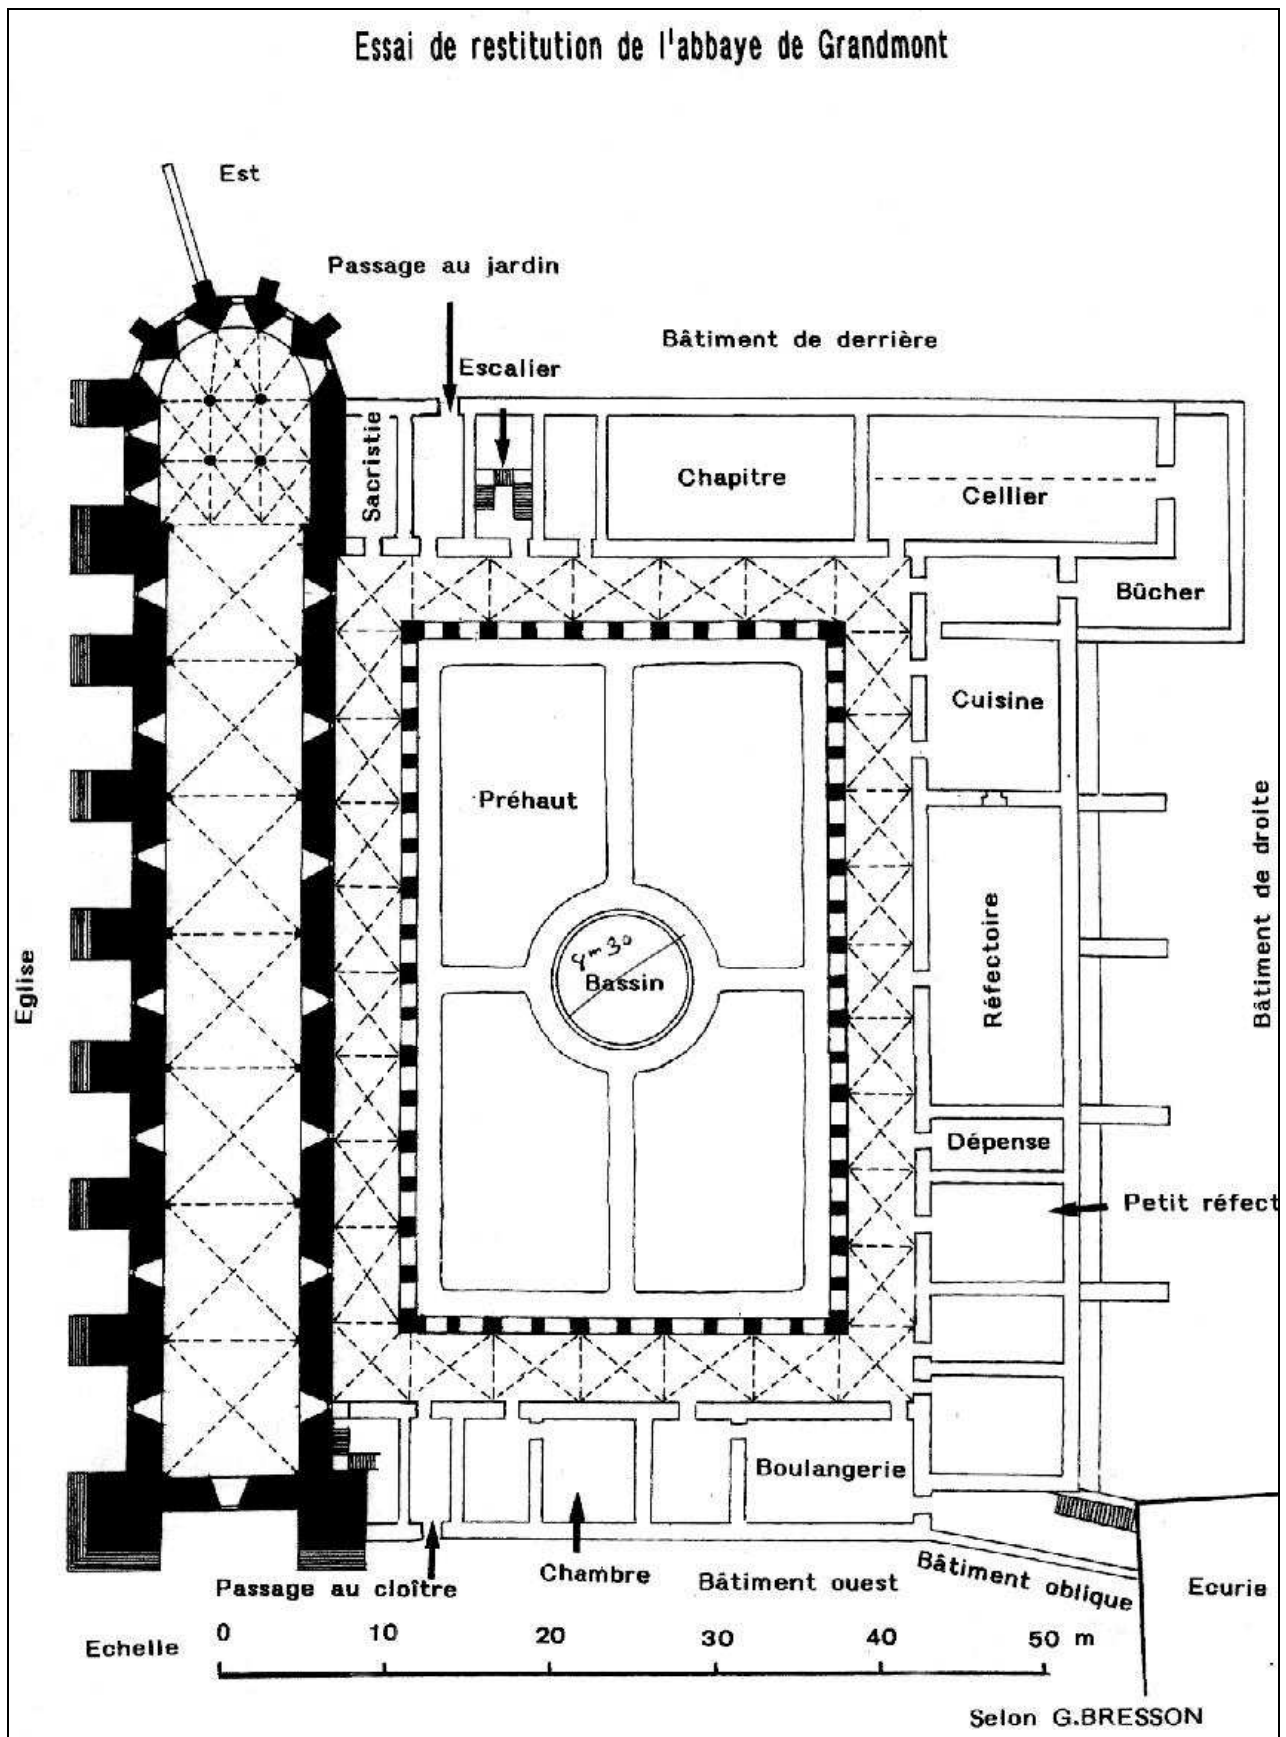 Essai de restitution de l'abbaye de Grandmont
Est
Passage au jardin
Bâtiment de derrière
Escalier
Sacristie
Chapitre
Cellier
Bûcher
Cuisine
Préhaut
Bâtiment de droite
Réfectoire
Eglise
8m30
Bassin
Dépense
Petit réfect
Boulangerie
Passage au cloître
Chambre
Bâtiment ouest
Bâtiment oblique
Ecurie
Echelle 0 10 20 30 40 50 m
Selon G.BRESSON